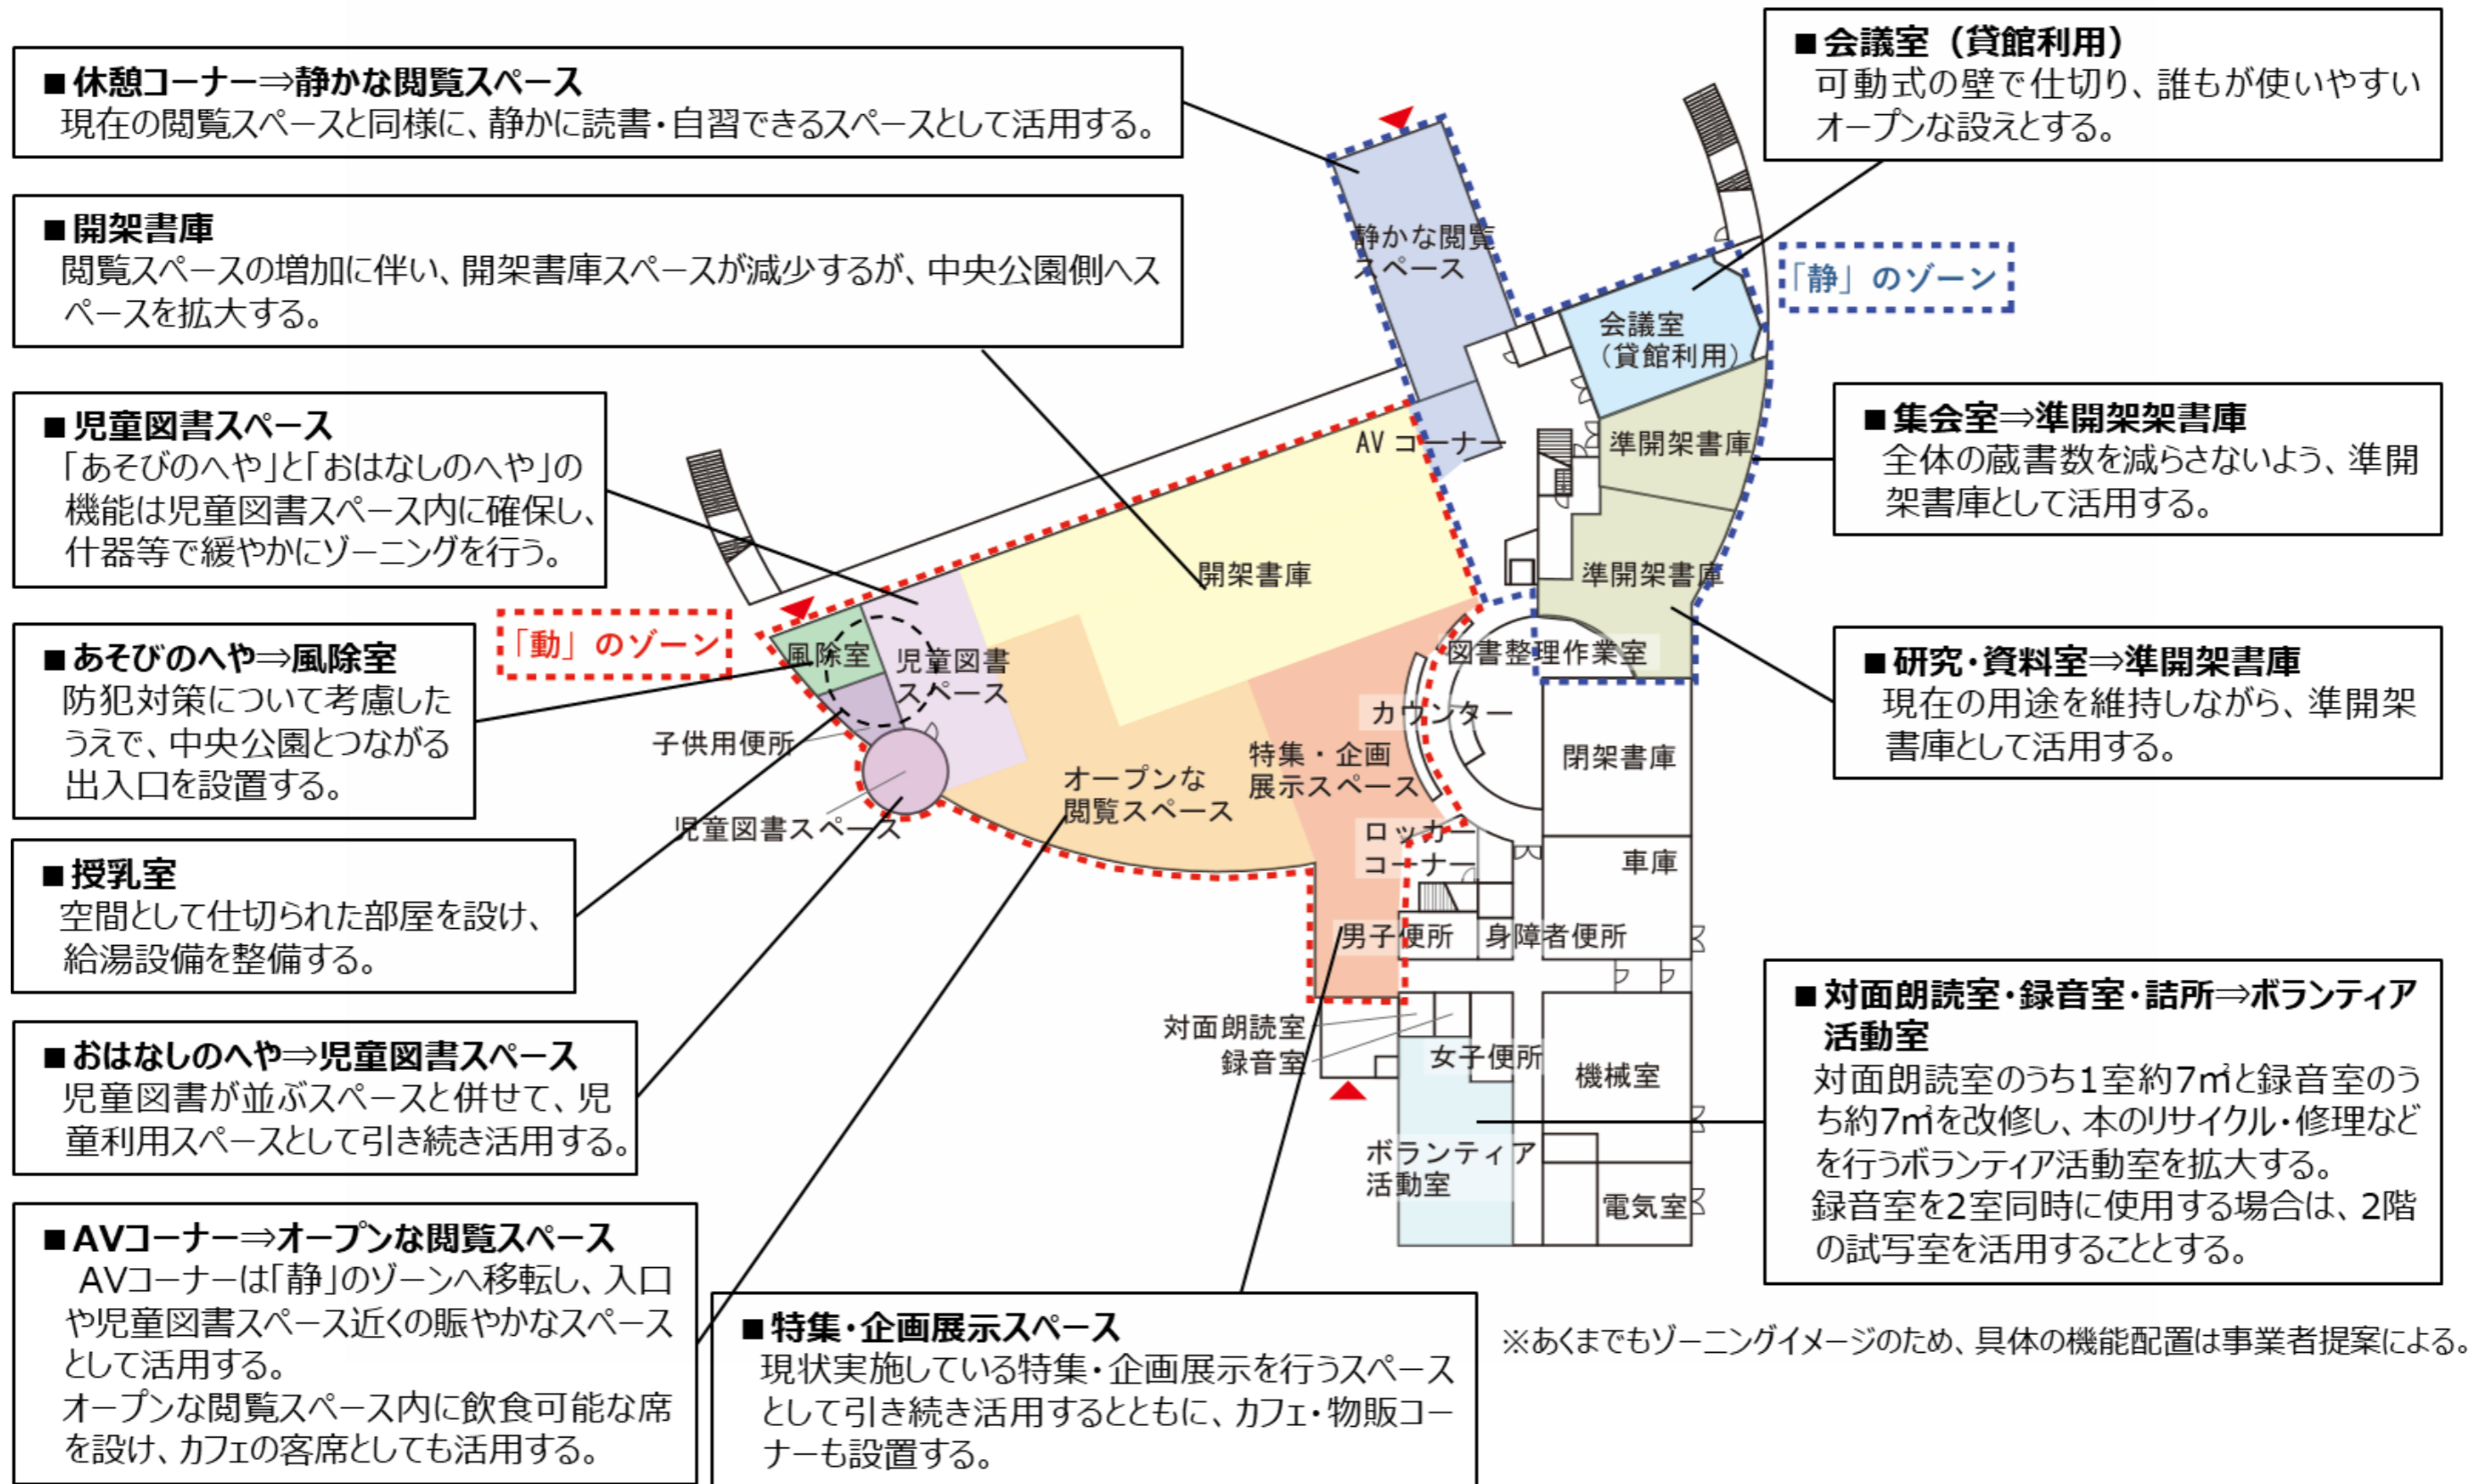 ■休憩コーナー⇒静かな閲覧スペース
現在の閲覧スペースと同様に、静かに読書・自習できるスペースとして活用する。
■開架書庫
閲覧スペースの増加に伴い、開架書庫スペースが減少するが、中央公園側へス
ペースを拡大する。
■児童図書スペース
「あそびのへや」と「おはなしのへや」の
機能は児童図書スペース内に確保し、
什器等で緩やかにゾーニングを行う。
■あそびのへや⇒風除室
防犯対策について考慮した
うえで、中央公園とつながる
出入口を設置する。
■授乳室
空間として仕切られた部屋を設け、
給湯設備を整備する。
■おはなしのへや⇒児童図書スペース
児童図書が並ぶスペースと併せて、児
童利用スペースとして引き続き活用する。
■AVコーナー⇒オープンな閲覧スペース
AVコーナーは「静」のゾーンへ移転し、入口
や児童図書スペース近くの賑やかなスペース
として活用する。
オープンな閲覧スペース内に飲食可能な席
を設け、カフェの客席としても活用する。
■特集・企画展示スペース
現状実施している特集・企画展示を行うスペース
として引き続き活用するとともに、カフェ・物販コー
ナーも設置する。
「動」のゾーン
風除室
児童図書
スペース
子供用便所
児童図書スペース
開架書庫
オープンな
閲覧スペース
特集・企画
展示スペース
静かな閲覧
スペース
AVコーナー
会議室
（貸館利用）
準開架書庫
準開架書庫
図書整理作業室
カウンター
閉架書庫
ロッカー
コーナー
車庫
男子便所
身障者便所
対面朗読室
録音室
女子便所
機械室
ボランティア
活動室
電気室
「静」のゾーン
■会議室（貸館利用）
可動式の壁で仕切り、誰もが使いやすい
オープンな設えとする。
■集会室⇒準開架架書庫
全体の蔵書数を減らさないよう、準開
架書庫として活用する。
■研究・資料室⇒準開架書庫
現在の用途を維持しながら、準開架
書庫として活用する。
■対面朗読室・録音室・詰所⇒ボランティア
活動室
対面朗読室のうち1室約7㎡と録音室のう
ち約7㎡を改修し、本のリサイクル・修理など
を行うボランティア活動室を拡大する。
録音室を2室同時に使用する場合は、2階
の試写室を活用することとする。
※あくまでもゾーニングイメージのため、具体の機能配置は事業者提案による。